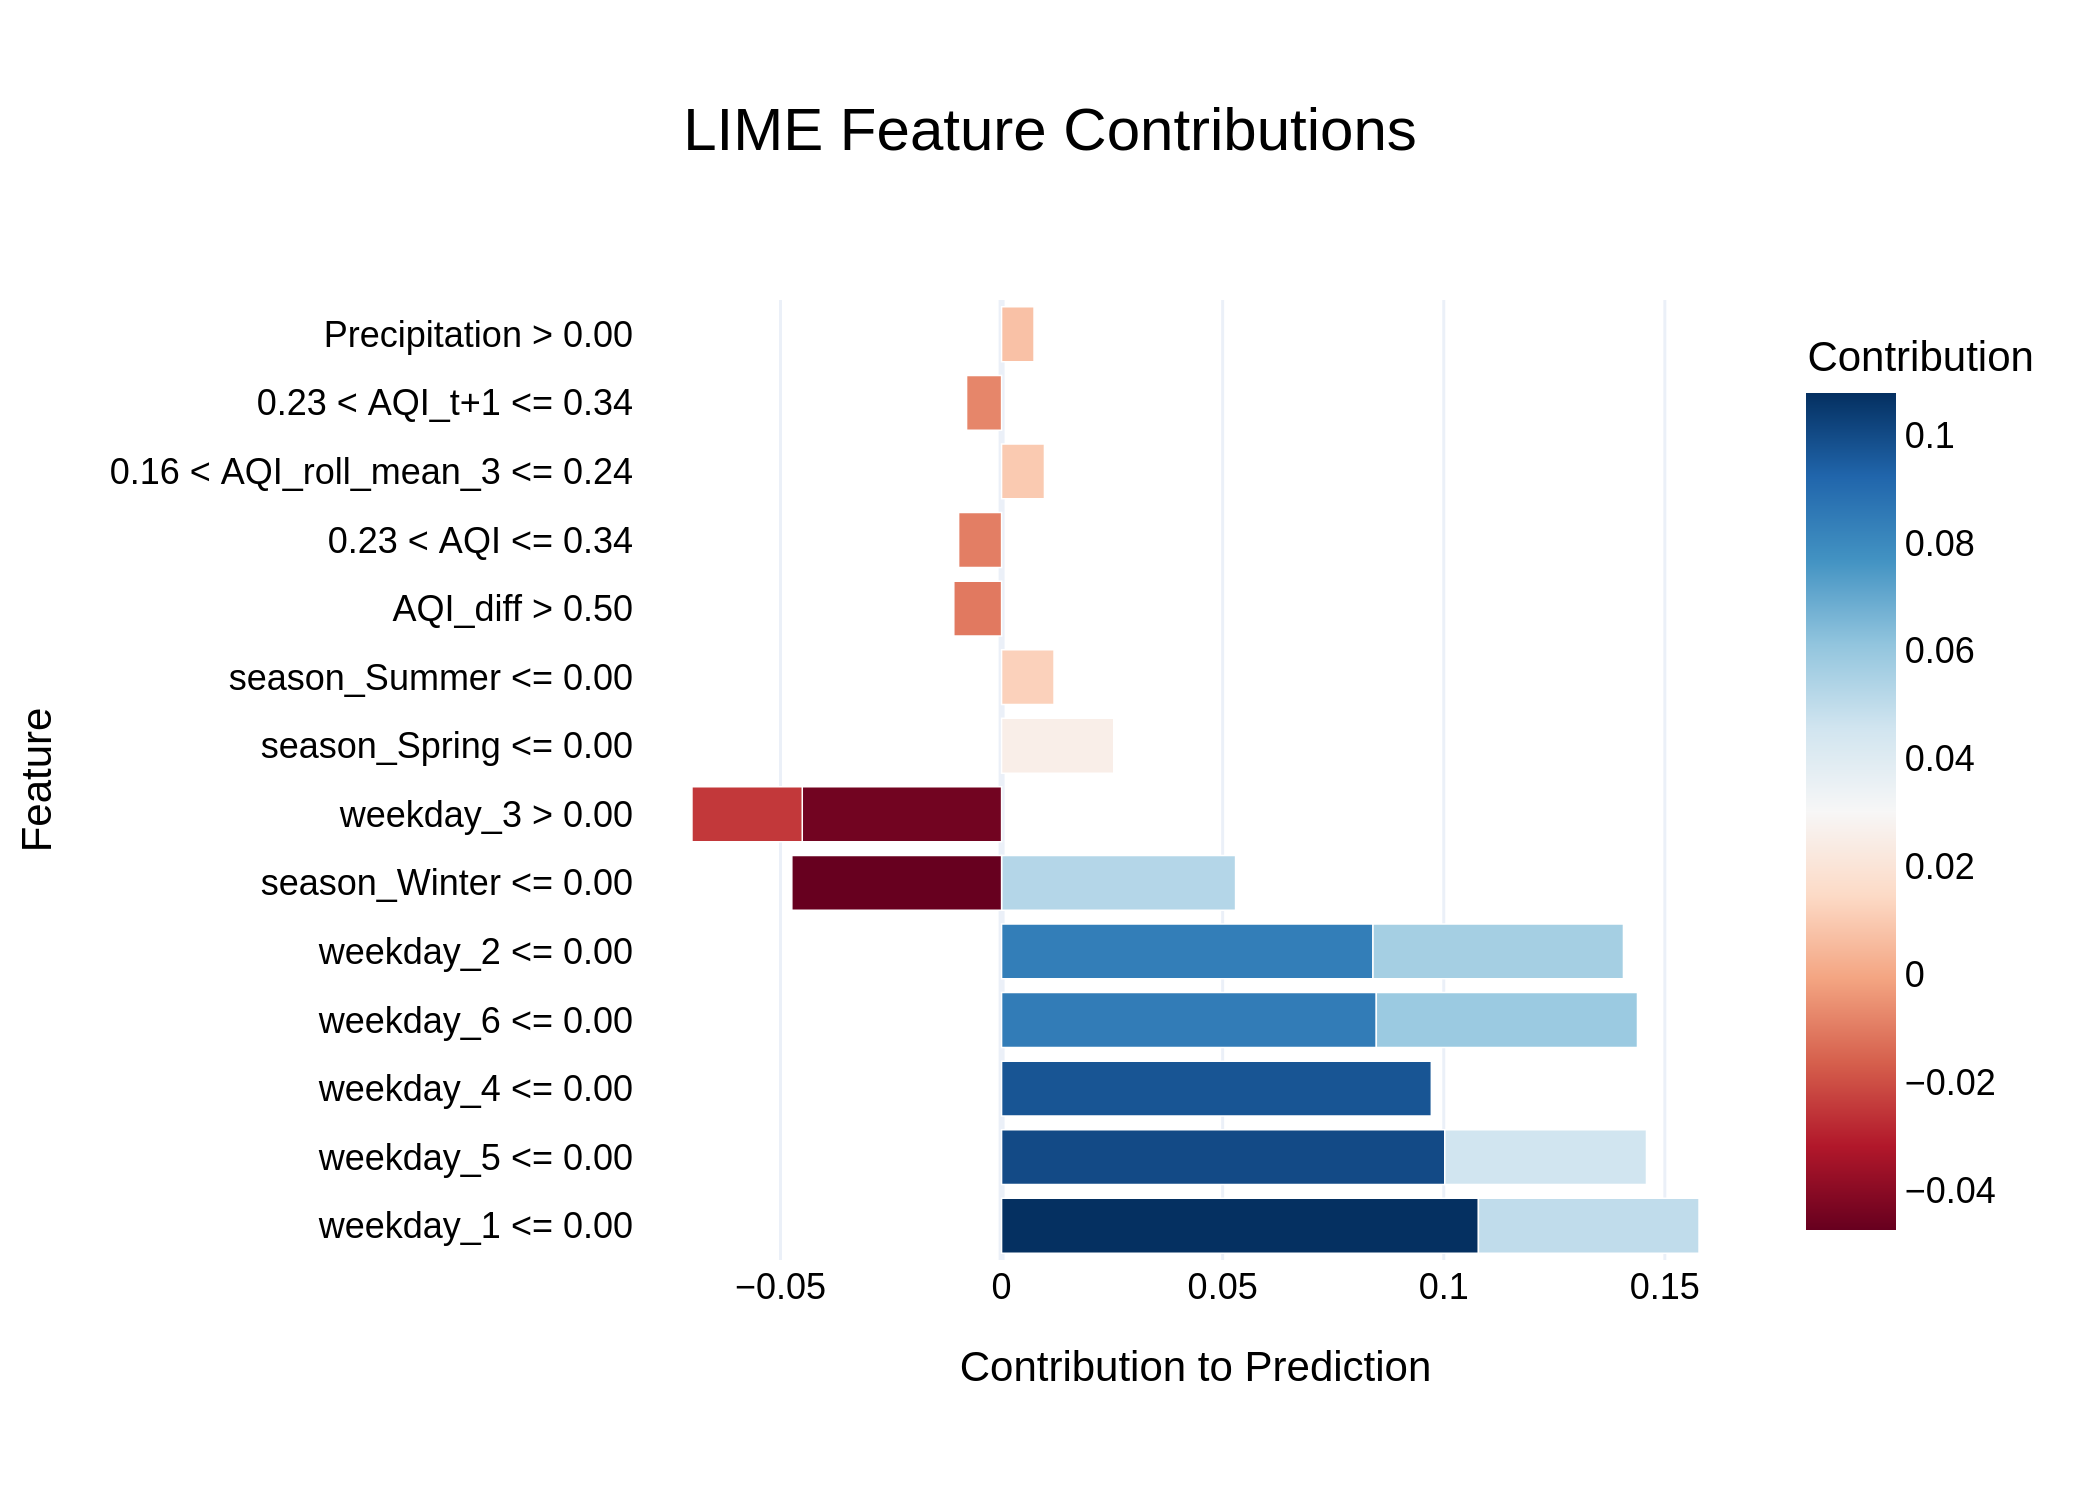 LIME Feature Contributions
Precipitation > 0.00
0.23 < AQI_t+1 <= 0.34
0.16 < AQI_roll_mean_3 <= 0.24
0.23 < AQI <= 0.34
AQI_diff > 0.50
season_Summer <= 0.00
season_Spring <= 0.00
weekday_3 > 0.00
season_Winter <= 0.00
weekday_2 <= 0.00
weekday_6 <= 0.00
weekday_4 <= 0.00
weekday_5 <= 0.00
weekday_1 <= 0.00
Feature
−0.05
0
0.05
0.1
0.15
Contribution to Prediction
Contribution
0.1
0.08
0.06
0.04
0.02
0
−0.02
−0.04